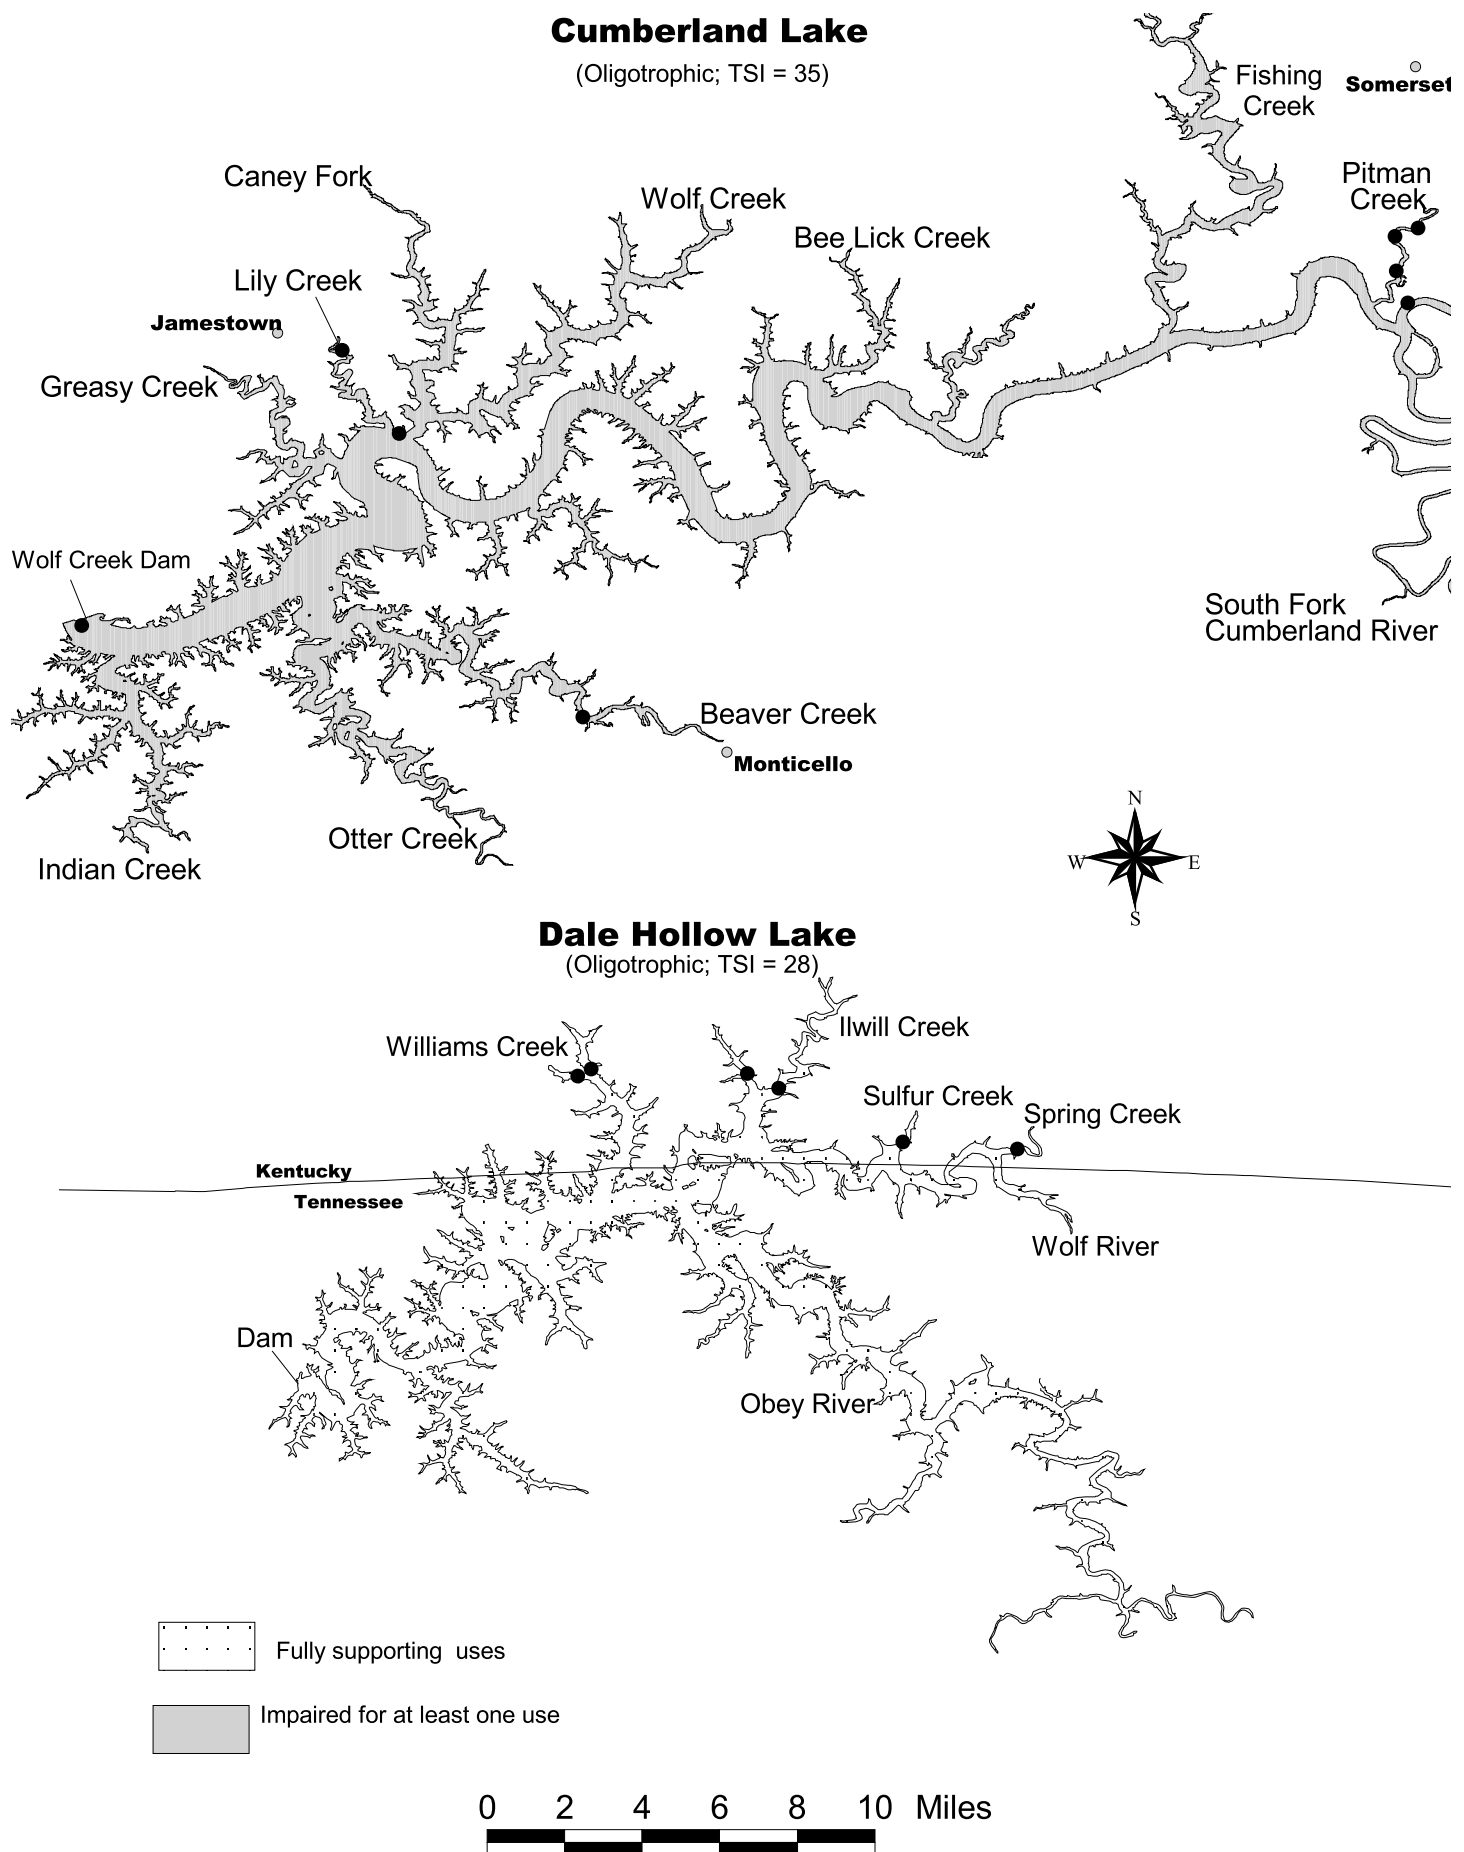 Cumberland Lake
(Oligotrophic; TSI = 35)
Fishing
Creek
Somerset
Caney Fork
Wolf Creek
Pitman
Creek
Bee Lick Creek
Lily Creek
Jamestown
Greasy Creek
Wolf Creek Dam
South Fork
Cumberland River
Beaver Creek
Monticello
Otter Creek
Indian Creek
N
W
E
S
Dale Hollow Lake
(Oligotrophic; TSI = 28)
Ilwill Creek
Williams Creek
Sulfur Creek
Spring Creek
Kentucky
Tennessee
Wolf River
Dam
Obey River
Fully supporting uses
Impaired for at least one use
0 2 4 6 8 10 Miles